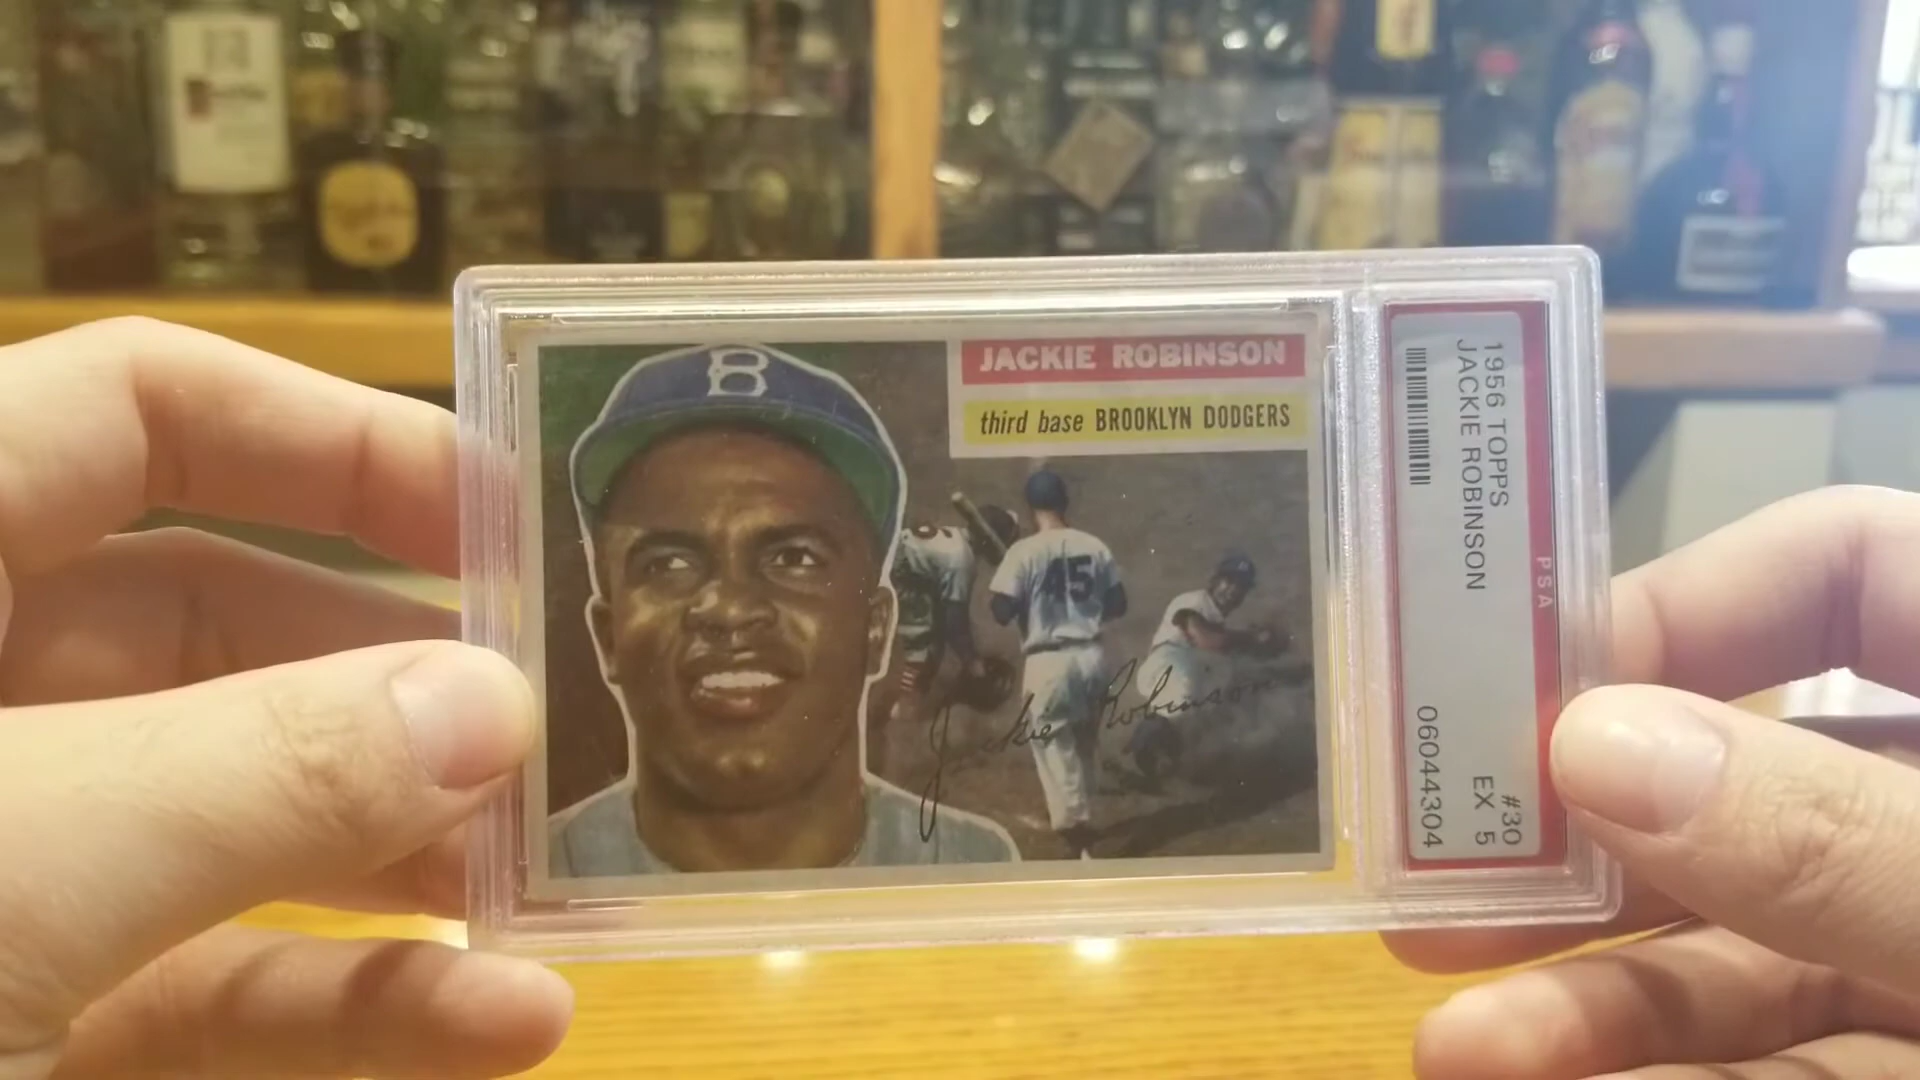 B
JACKIE ROBINSON
third base BROOKLYN DODGERS
45
Jackie Robinson
1956 TOPPS
#30
JACKIE ROBINSON
EX 5
06044304
PSA